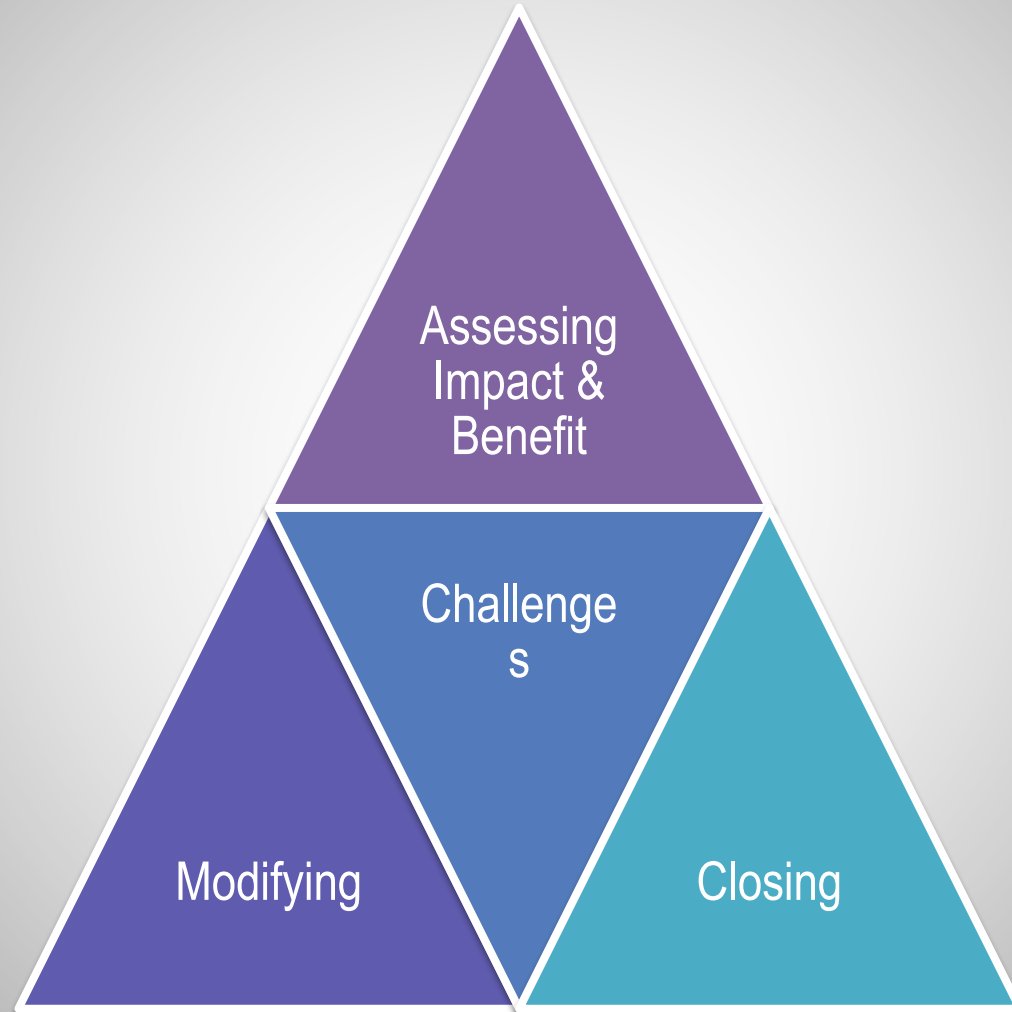 Assessing
Impact &
Benefit
Challenge
s
Modifying
Closing